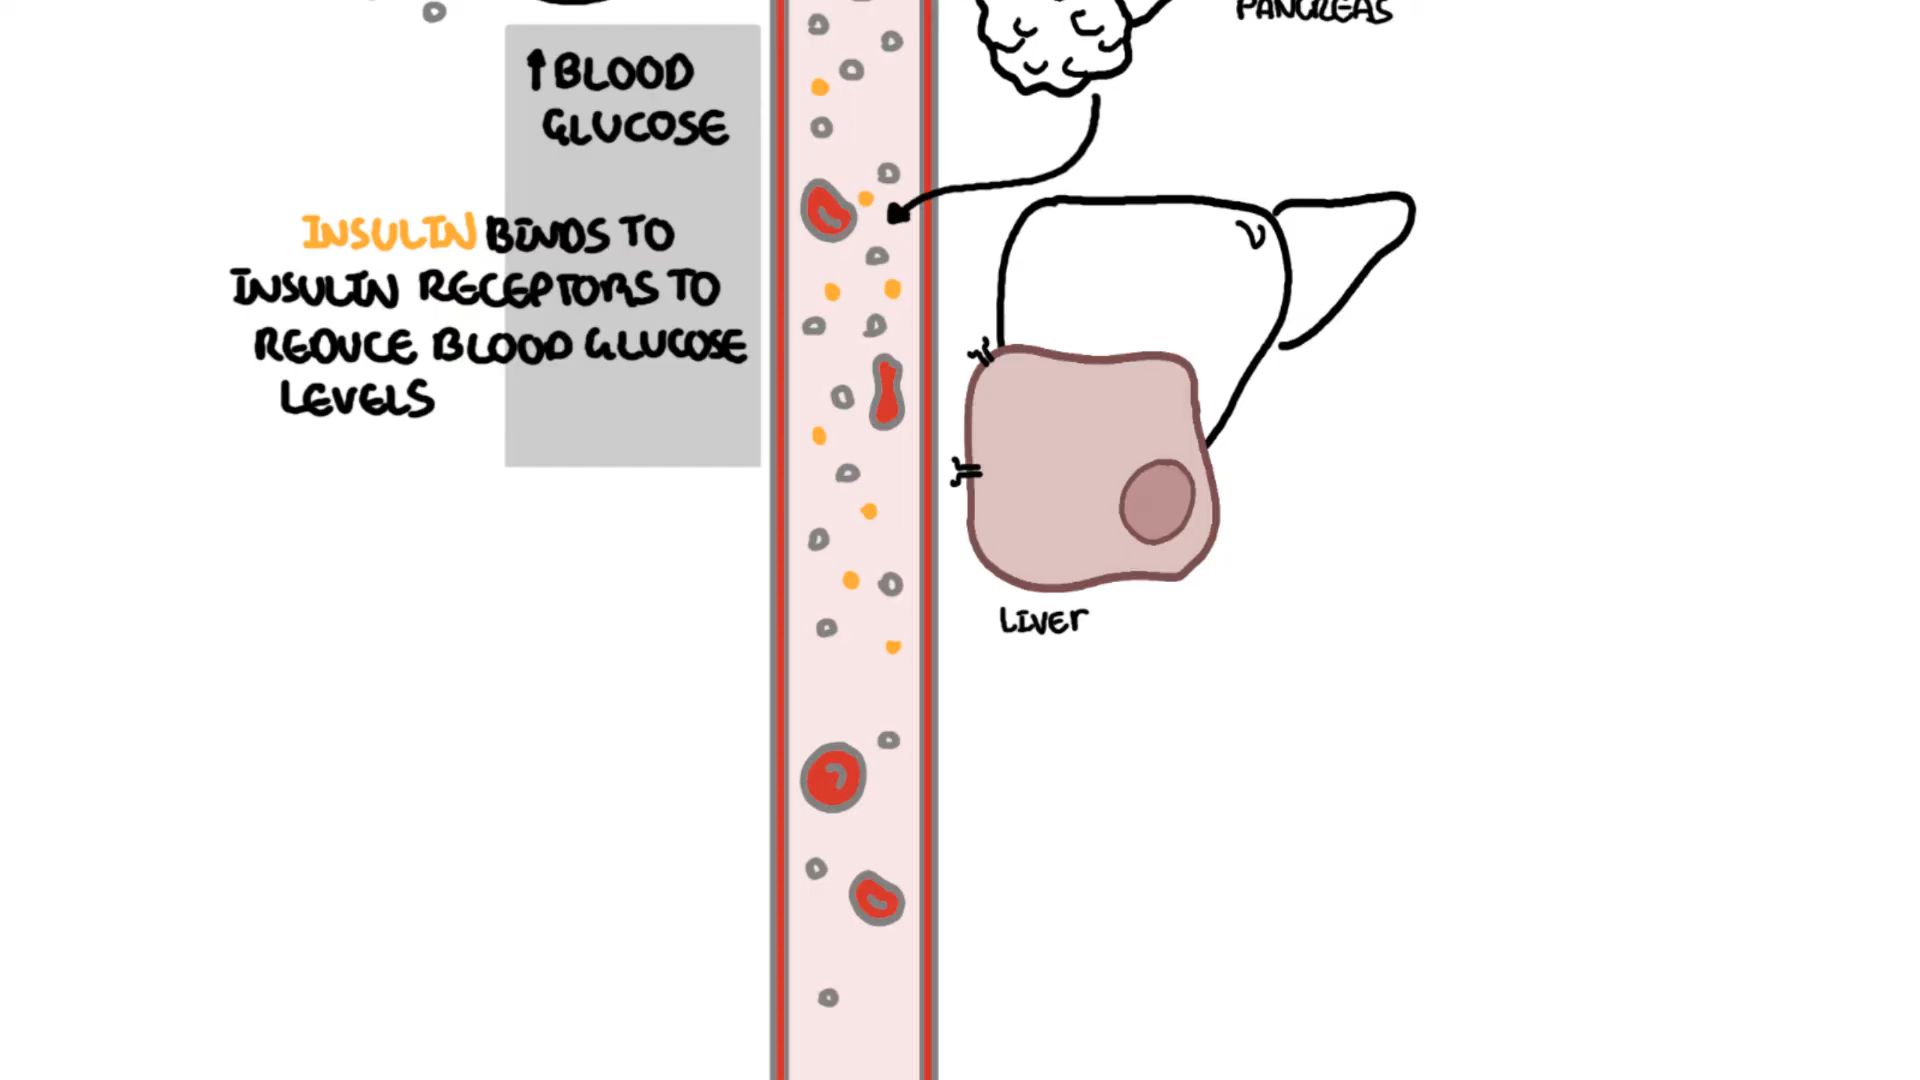 PANCREAS
↑ BLOOD
GLUCOSE
INSULIN BINDS TO
INSULIN RECEPTORS TO
REDUCE BLOOD GLUCOSE
LEVELS
LIVER